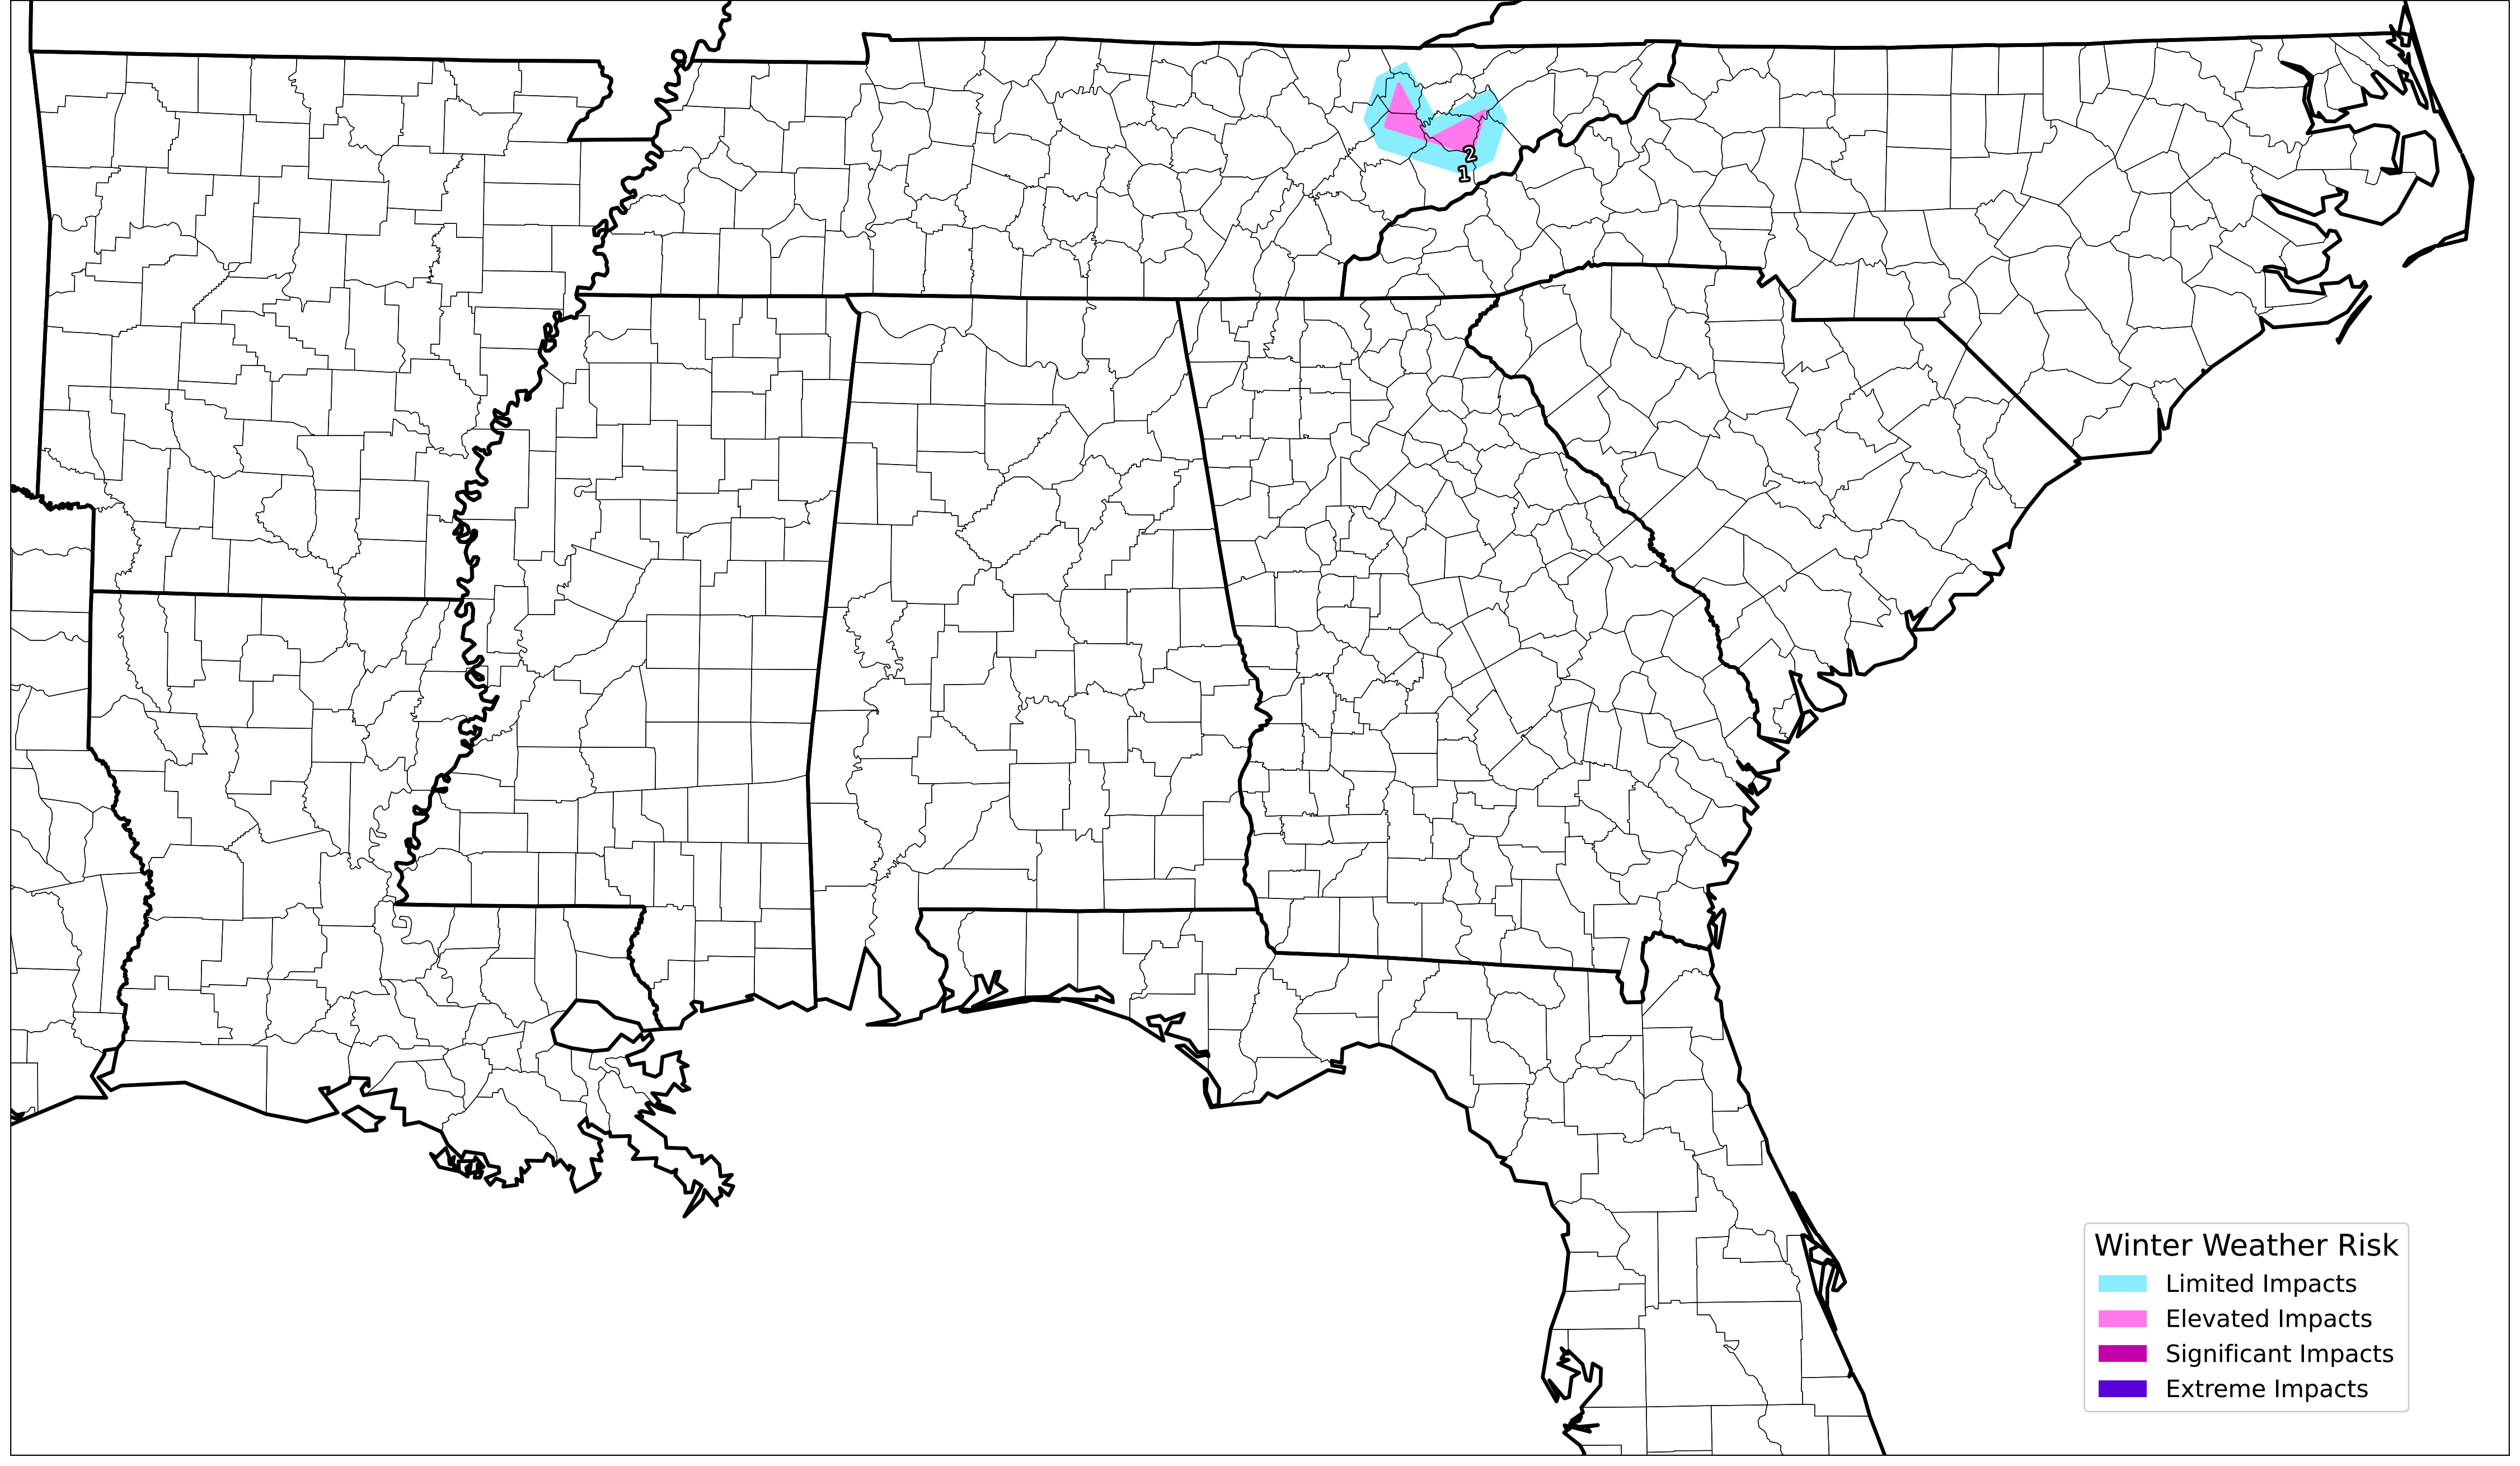 2
1
Winter Weather Risk
Limited Impacts
Elevated Impacts
Significant Impacts
Extreme Impacts